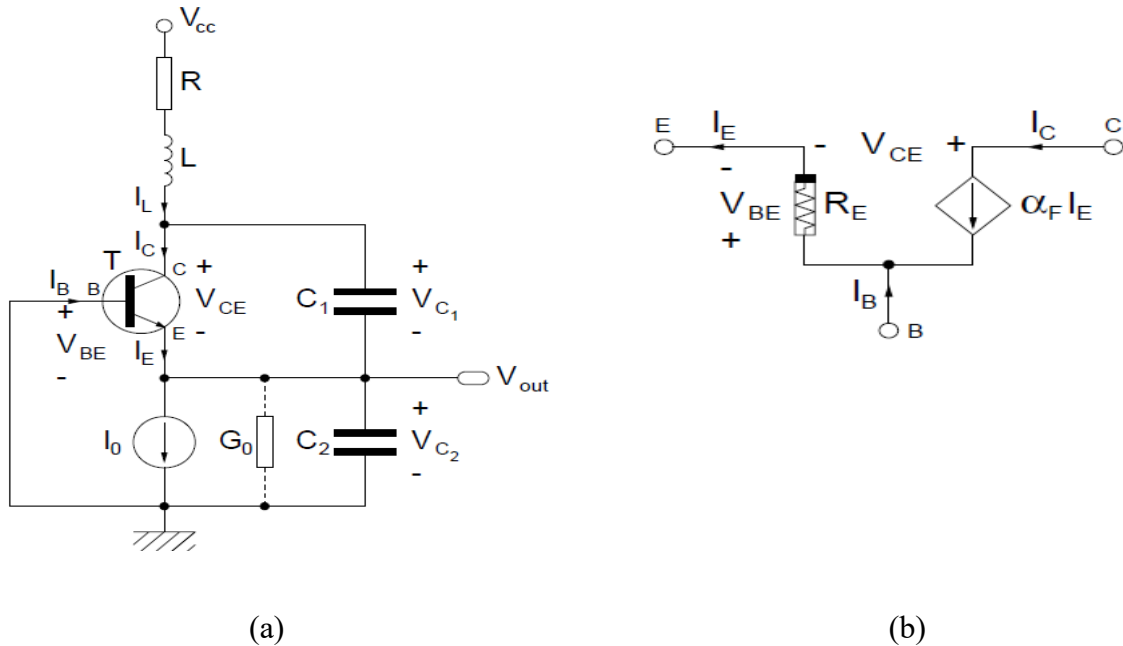 Vcc
R
L
IL
IC
T
C
IB
B
+
+
VCE
C1
VC1
+
VBE
E
-
-
IE
-
Vout
I0
G0
C2
+
VC2
-
E
IE
-
VCE
+
IC
C
-
VBE
RE
αF IE
+
IB
B
(a)
(b)